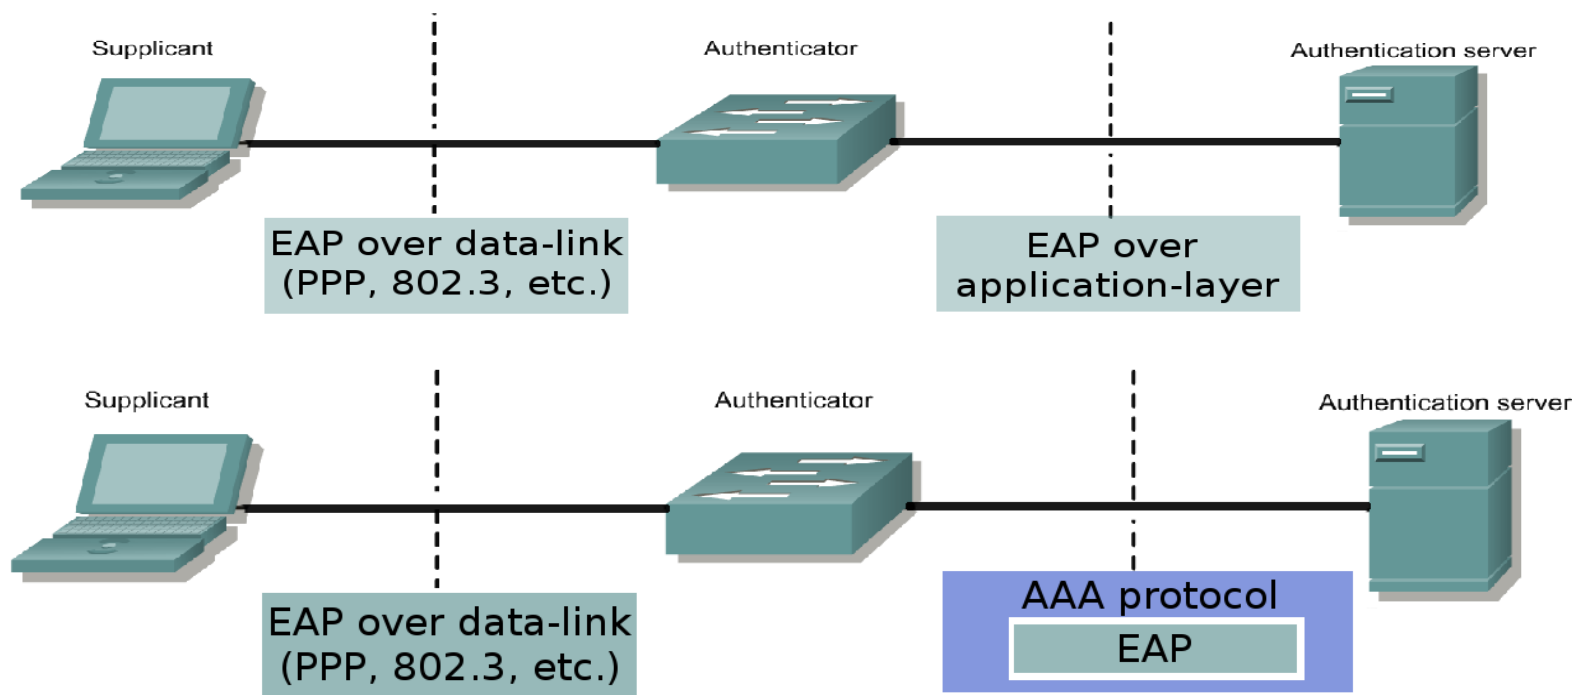 Supplicant
Authenticator
Authentication server
EAP over data-link
(PPP, 802.3, etc.)
EAP over
application-layer
Supplicant
Authenticator
Authentication server
EAP over data-link
(PPP, 802.3, etc.)
AAA protocol
EAP